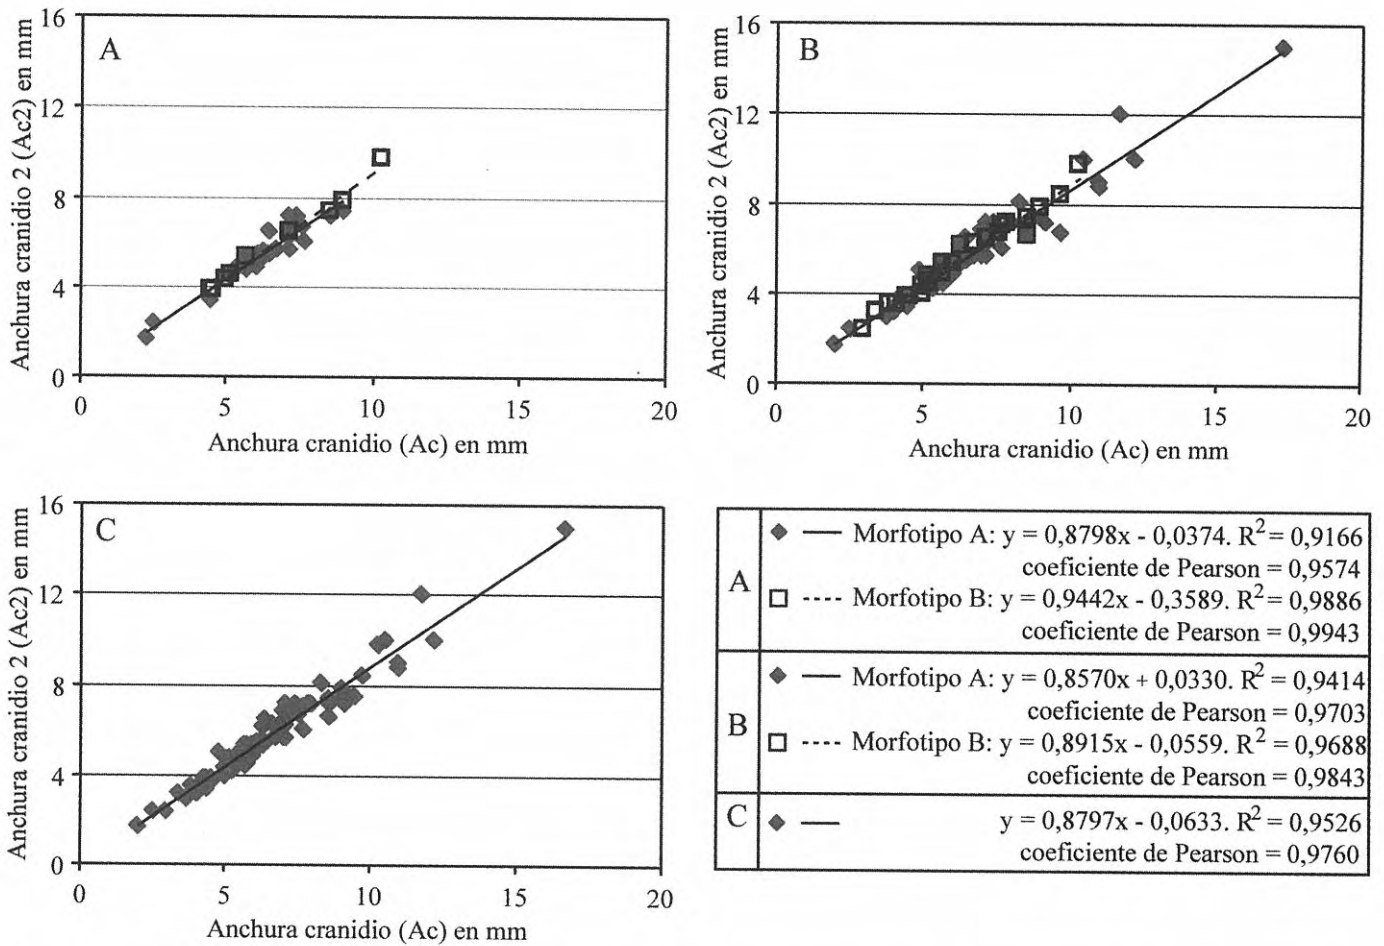 A
Anchura cranidio 2 (Ac2) en mm
16
12
8
4
0
0 5 10 15 20
Anchura cranidio (Ac) en mm
B
Anchura cranidio 2 (Ac2) en mm
16
12
8
4
0
0 5 10 15 20
Anchura cranidio (Ac) en mm
C
Anchura cranidio 2 (Ac2) en mm
16
12
8
4
0
0 5 10 15 20
Anchura cranidio (Ac) en mm
A
Morfotipo A: y = 0,8798x - 0,0374. R² = 0,9166
coeficiente de Pearson = 0,9574
Morfotipo B: y = 0,9442x - 0,3589. R² = 0,9886
coeficiente de Pearson = 0,9943
B
Morfotipo A: y = 0,8570x + 0,0330. R² = 0,9414
coeficiente de Pearson = 0,9703
Morfotipo B: y = 0,8915x - 0,0559. R² = 0,9688
coeficiente de Pearson = 0,9843
C
y = 0,8797x - 0,0633. R² = 0,9526
coeficiente de Pearson = 0,9760